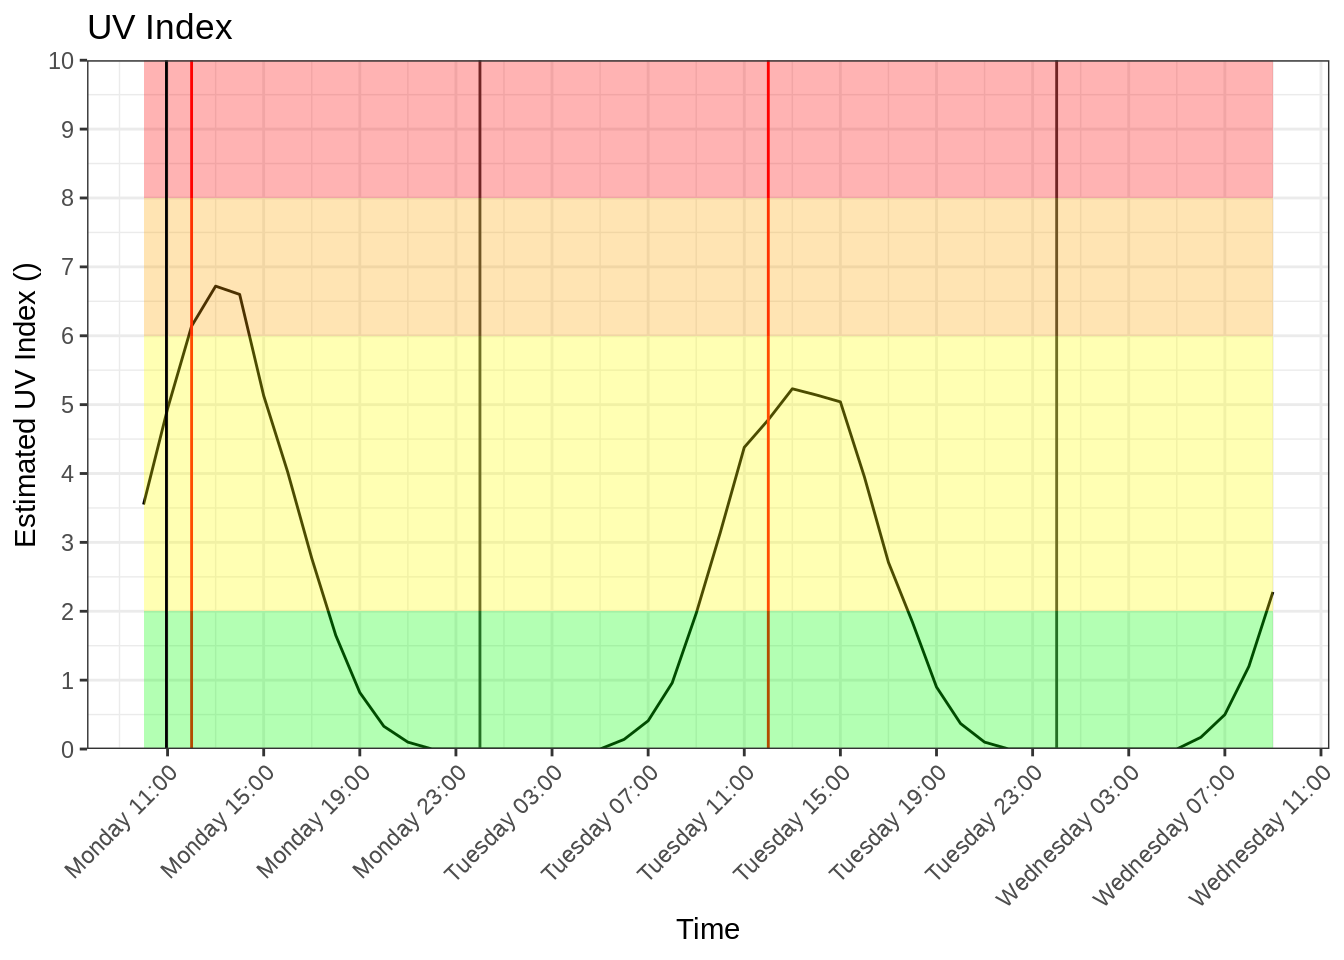 UV Index
10
9
8
7
6
5
4
3
2
1
0
Estimated UV Index ()
Monday 11:00
Monday 15:00
Monday 19:00
Monday 23:00
Tuesday 03:00
Tuesday 07:00
Tuesday 11:00
Tuesday 15:00
Tuesday 19:00
Tuesday 23:00
Wednesday 03:00
Wednesday 07:00
Wednesday 11:00
Time